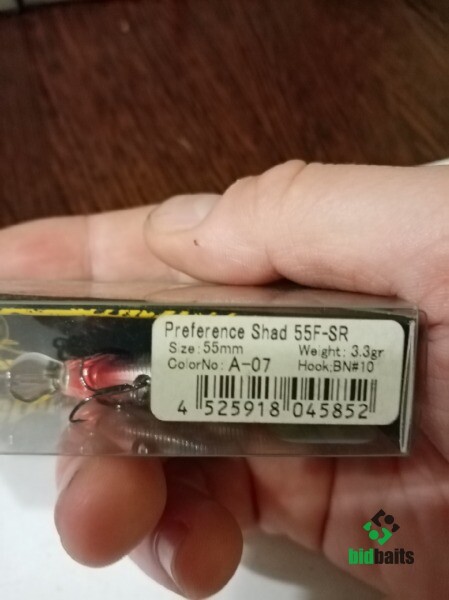 Preference Shad 55F-SR
Size:55mm Weight: 3.3gr
ColorNo: A-07 Hook:BN#10
4 525918 045852
bidbaits